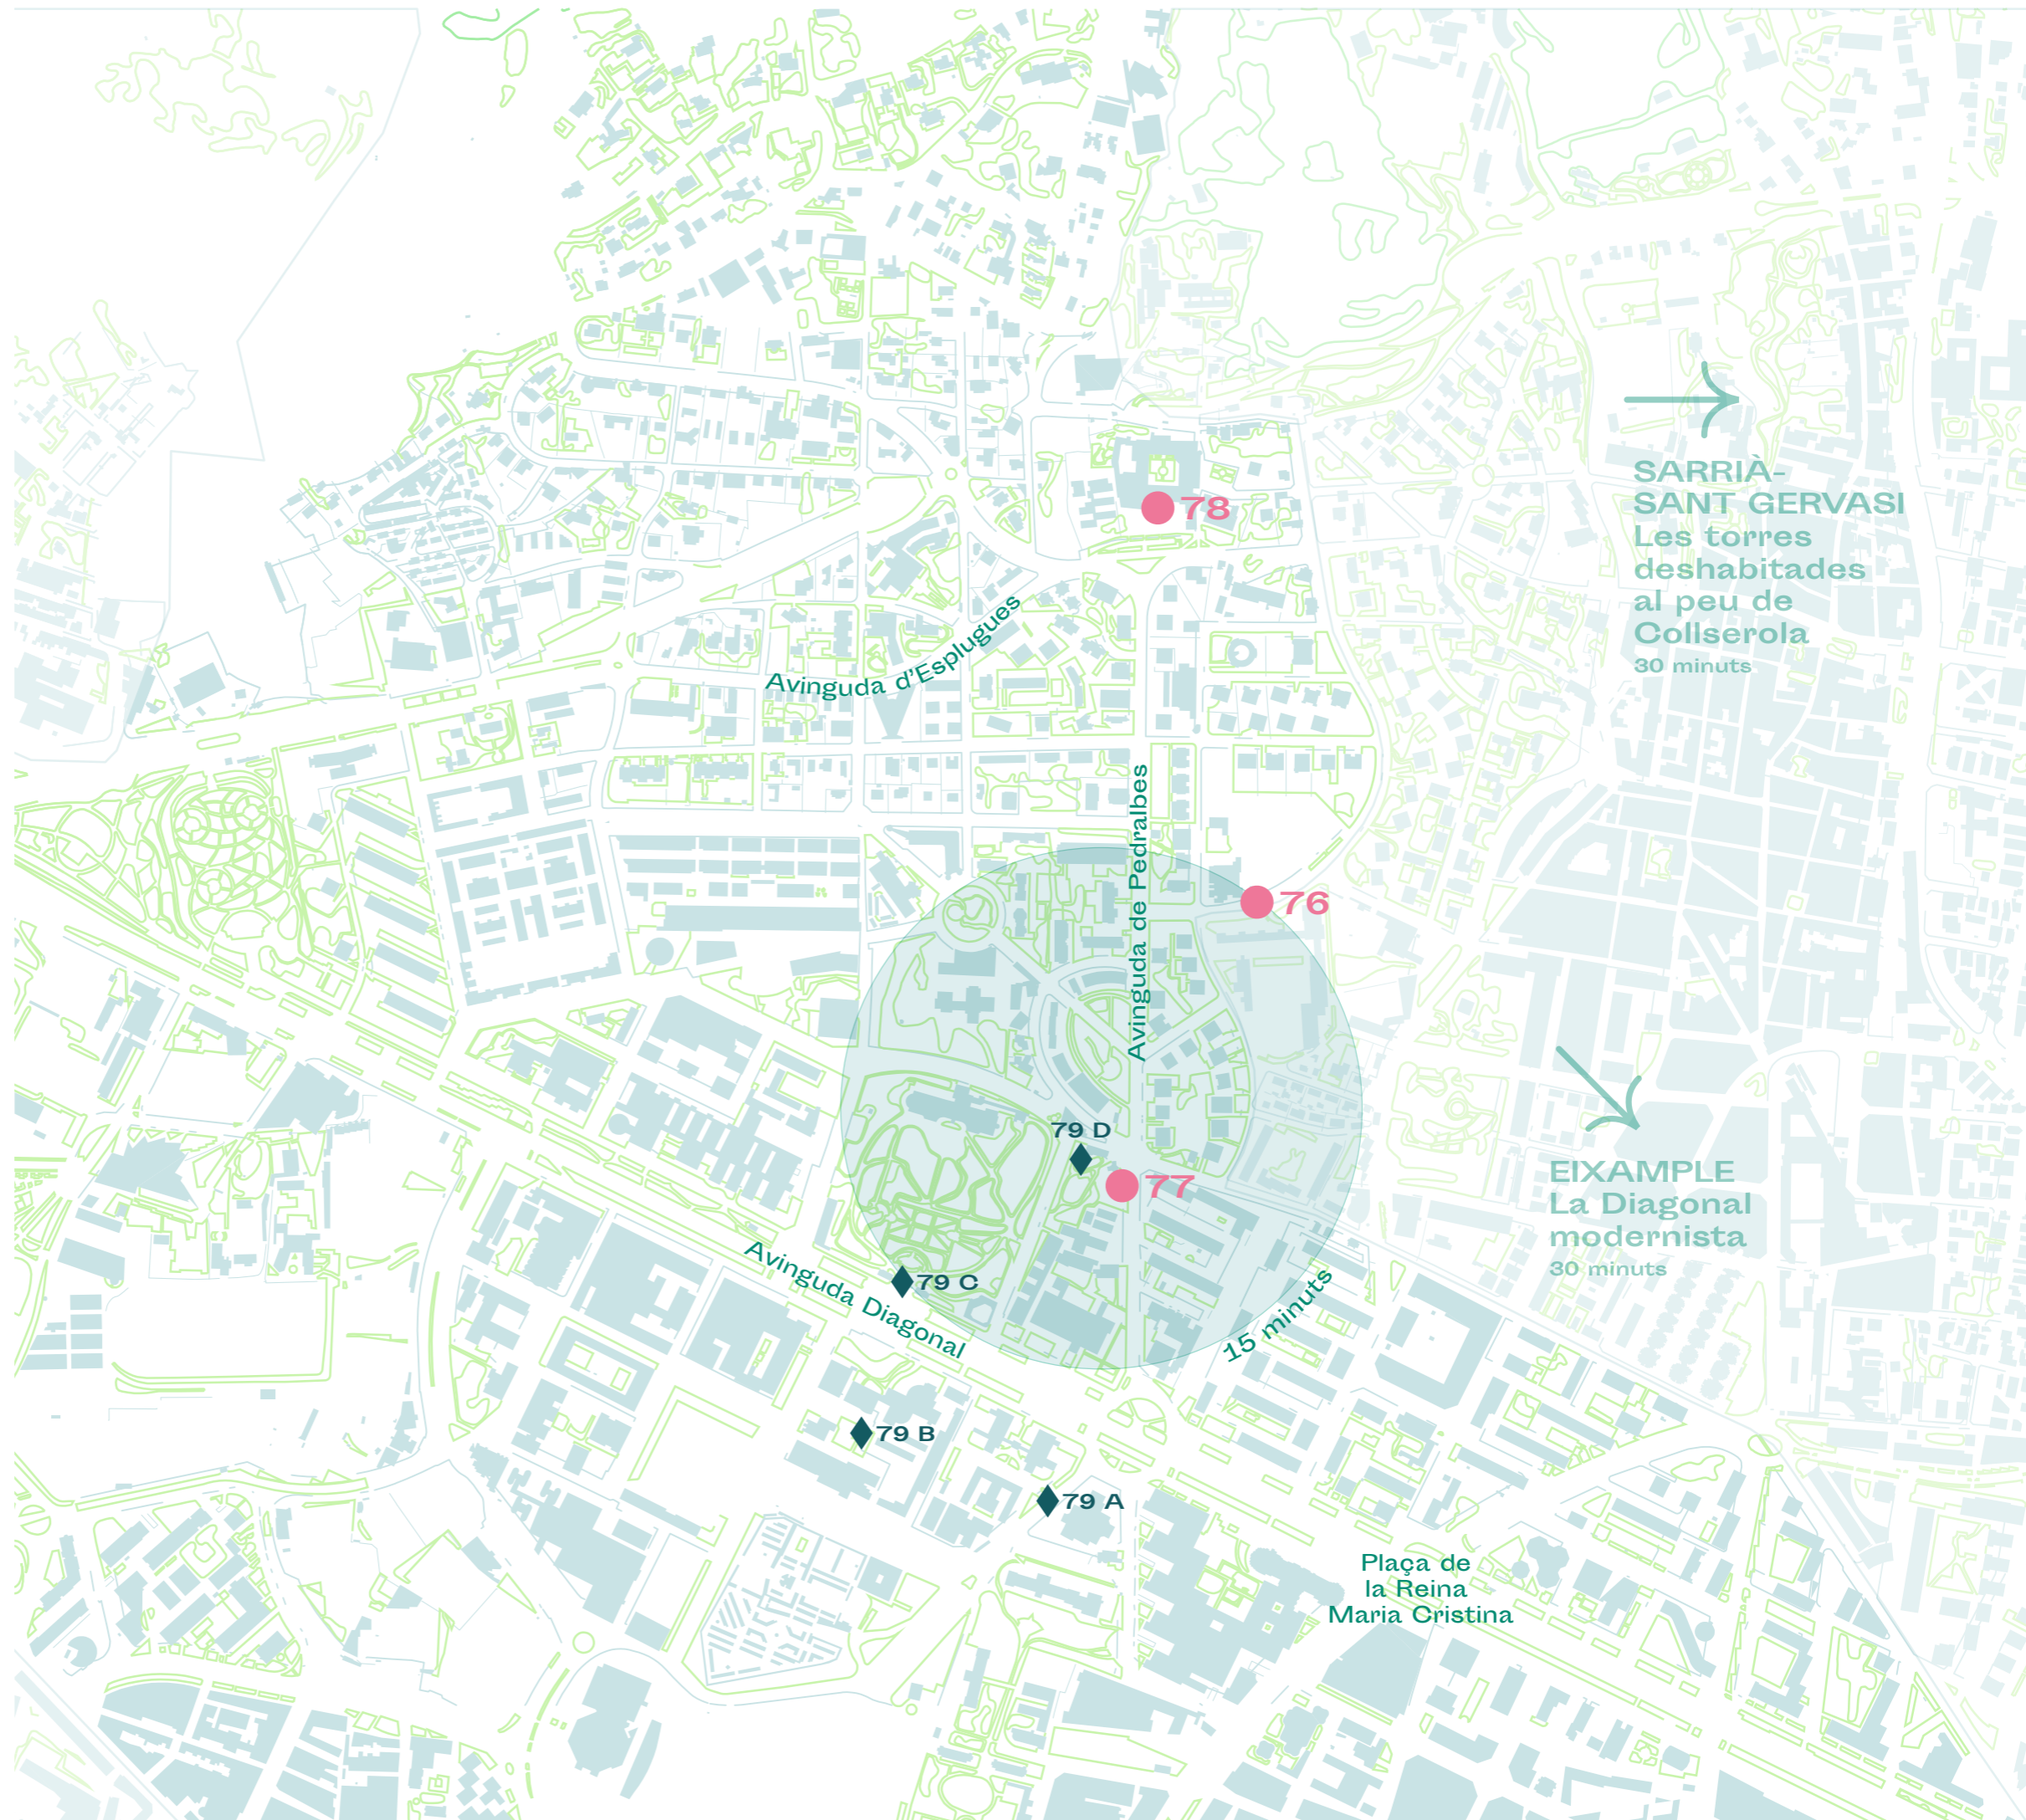 SARRIÀ-
SANT GERVASI
Les torres
deshabitades
al peu de
Collserola
30 minuts
78
Avinguda d'Esplugues
Avinguda de Pedralbes
76
79 D
77
EIXAMPLE
La Diagonal
modernista
30 minuts
79 C
Avinguda Diagonal
15 minuts
79 B
79 A
Plaça de
la Reina
Maria Cristina